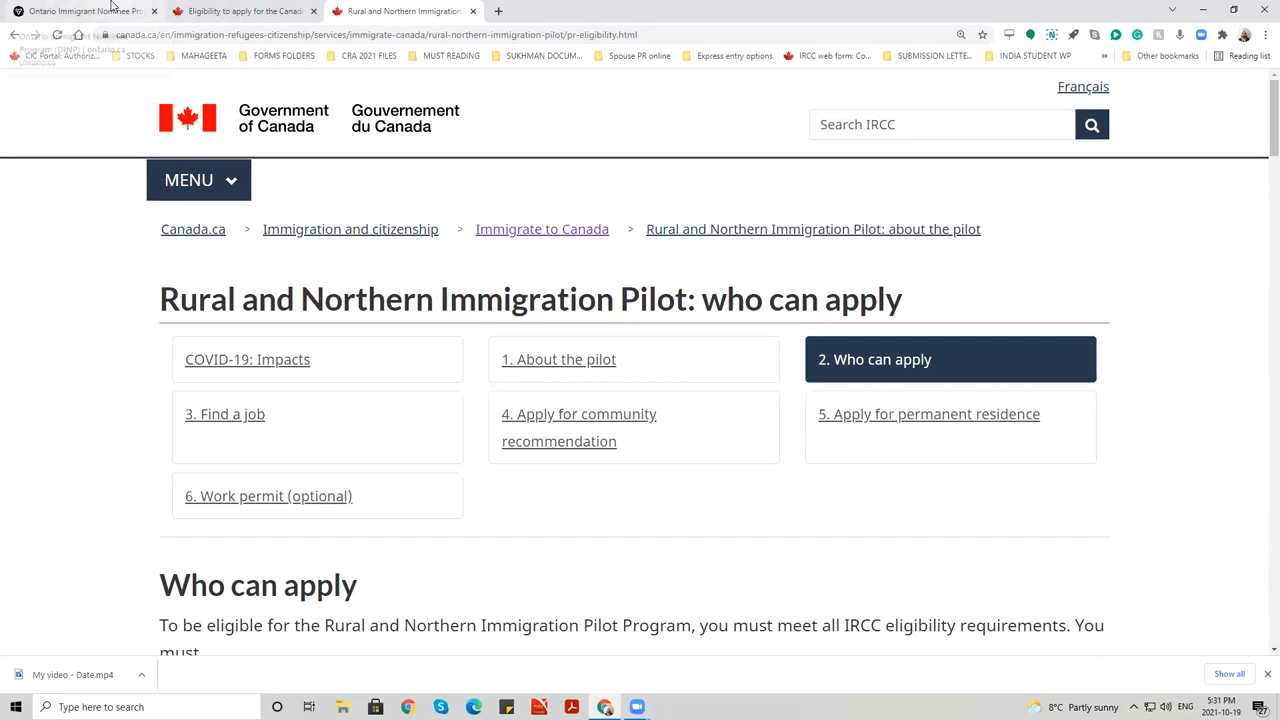 Ontario Immigrant Nominee Pro
Eligibility to apply for the Canadi
Rural and Northern Immigration
canada.ca/en/immigration-refugees-citizenship/services/immigrate-canada/rural-northern-immigration-pilot/pr-eligibility.html
Program (OINP) | ontario.ca
ontario.ca
CIC Portal: Authoriz...
STOCKS
MAHAGEETA
FORMS FOLDERS
CRA 2021 FILES
MUST READING
SUKHMAN DOCUM...
Spouse PR online
Express entry options
IRCC web form: Co...
SUBMISSION LETTE...
INDIA STUDENT WP
»
Other bookmarks
Reading list
Français
Government of Canada
Gouvernement du Canada
Search IRCC
MENU
Canada.ca > Immigration and citizenship > Immigrate to Canada > Rural and Northern Immigration Pilot: about the pilot
Rural and Northern Immigration Pilot: who can apply
COVID-19: Impacts
1. About the pilot
2. Who can apply
3. Find a job
4. Apply for community
recommendation
5. Apply for permanent residence
6. Work permit (optional)
Who can apply
To be eligible for the Rural and Northern Immigration Pilot Program, you must meet all IRCC eligibility requirements. You
must
My video - Date.mp4
Show all
Type here to search
8°C Partly sunny
ENG
5:31 PM
2021-10-19
27